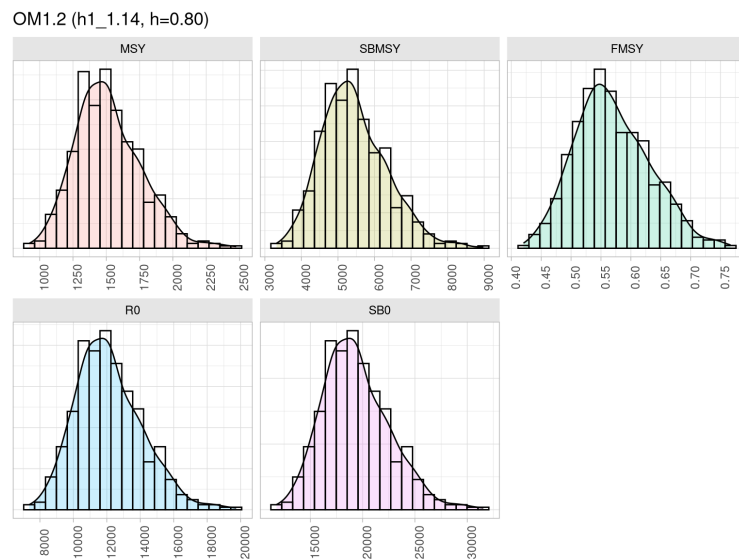 OM1.2 (h1_1.14, h=0.80)
MSY
SBMSY
FMSY
1000 1250 1500 1750 2000 2250 2500
3000 4000 5000 6000 7000 8000 9000
0.40 0.45 0.50 0.55 0.60 0.65 0.70 0.75
R0
SB0
8000 10000 12000 14000 16000 18000 20000
15000 20000 25000 30000